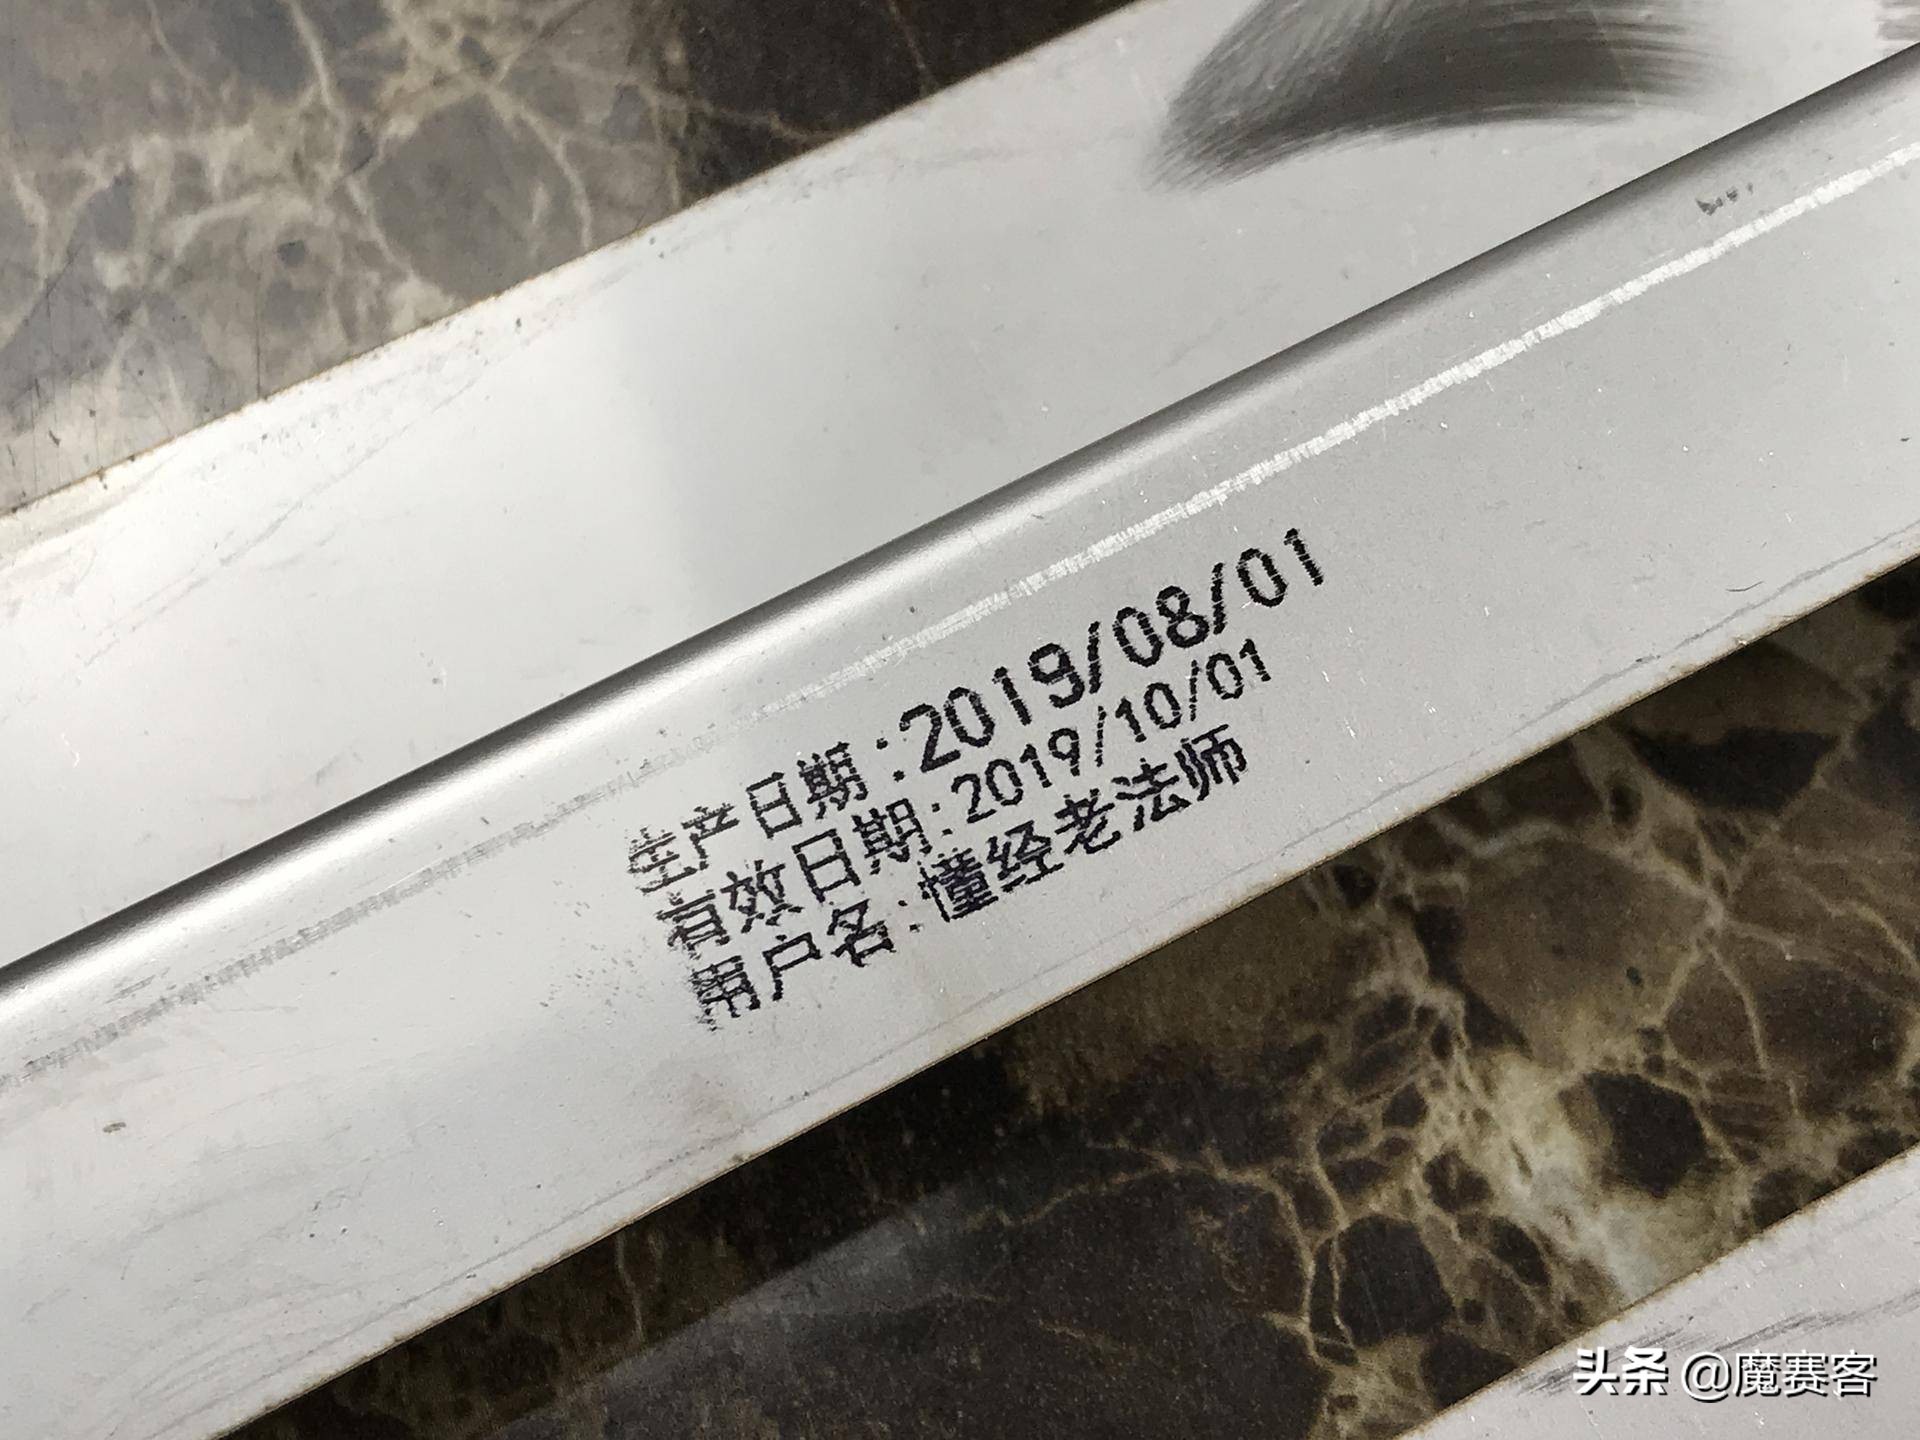 生产日期:2019/08/01
有效日期:2019/10/01
用户名:懂经老法师
头条 @魔赛客